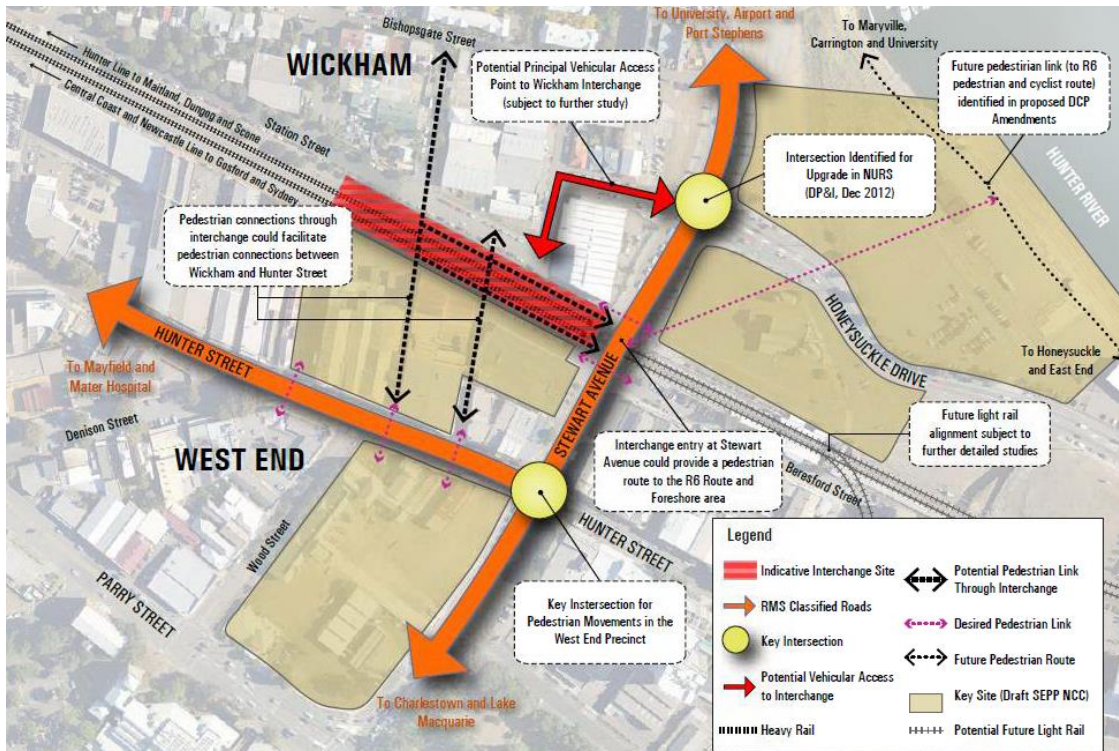 To University, Airport and
Port Stephens
Bishopsgate Street
WICKHAM
To Maryville,
Carrington and University
Potential Principal Vehicular Access
Point to Wickham Interchange
(subject to further study)
Future pedestrian link (to R6
pedestrian and cyclist route)
identified in proposed DCP
Amendments
Hunter Line to Maitland, Dungog and Scone
Central Coast and Newcastle Line to Gosford and Sydney
Station Street
Intersection Identified for
Upgrade in NURS
(DP&I, Dec 2012)
HUNTER RIVER
Pedestrian connections through
interchange could facilitate
pedestrian connections between
Wickham and Hunter Street
HONEYSUCKLE DRIVE
HUNTER STREET
To Mayfield and
Mater Hospital
STEWART AVENUE
To Honeysuckle
and East End
Denison Street
WEST END
Interchange entry at Stewart
Avenue could provide a pedestrian
route to the R6 Route and
Foreshore area
Future light rail
alignment subject to
further detailed studies
Beresford Street
HUNTER STREET
Wood Street
PARRY STREET
Key Instersection for
Pedestrian Movements in the
West End Precinct
To Charlestown and Lake
Macquarie
Legend
Indicative Interchange Site
RMS Classified Roads
Key Intersection
Potential Vehicular Access
to Interchange
Heavy Rail
Potential Pedestrian Link
Through Interchange
Desired Pedestrian Link
Future Pedestrian Route
Key Site (Draft SEPP NCC)
Potential Future Light Rail